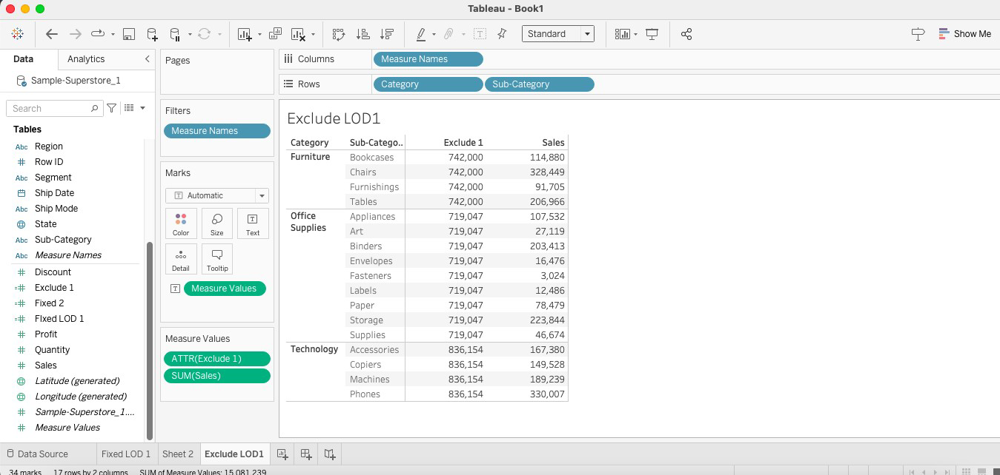 Tableau - Book1
Standard
Show Me
Data Analytics
Sample-Superstore_1
Search
Tables
Abc Region
# Row ID
Abc Segment
Ship Date
Abc Ship Mode
State
Abc Sub-Category
Abc Measure Names
# Discount
=# Exclude 1
=# Fixed 2
=# FIxed LOD 1
# Profit
# Quantity
# Sales
Latitude (generated)
Longitude (generated)
# Sample-Superstore_1....
# Measure Values
Pages
Filters
Measure Names
Marks
T Automatic
Color Size Text
Detail Tooltip
T Measure Values
Measure Values
ATTR(Exclude 1)
SUM(Sales)
Columns Measure Names
Rows Category Sub-Category
Exclude LOD1
Category Sub-Catego.. Exclude 1 Sales
Furniture Bookcases 742,000 114,880
Chairs 742,000 328,449
Furnishings 742,000 91,705
Tables 742,000 206,966
Office Supplies Appliances 719,047 107,532
Art 719,047 27,119
Binders 719,047 203,413
Envelopes 719,047 16,476
Fasteners 719,047 3,024
Labels 719,047 12,486
Paper 719,047 78,479
Storage 719,047 223,844
Supplies 719,047 46,674
Technology Accessories 836,154 167,380
Copiers 836,154 149,528
Machines 836,154 189,239
Phones 836,154 330,007
Data Source Fixed LOD 1 Sheet 2 Exclude LOD1
34 marks 17 rows by 2 columns SUM of Measure Values: 15,081,239